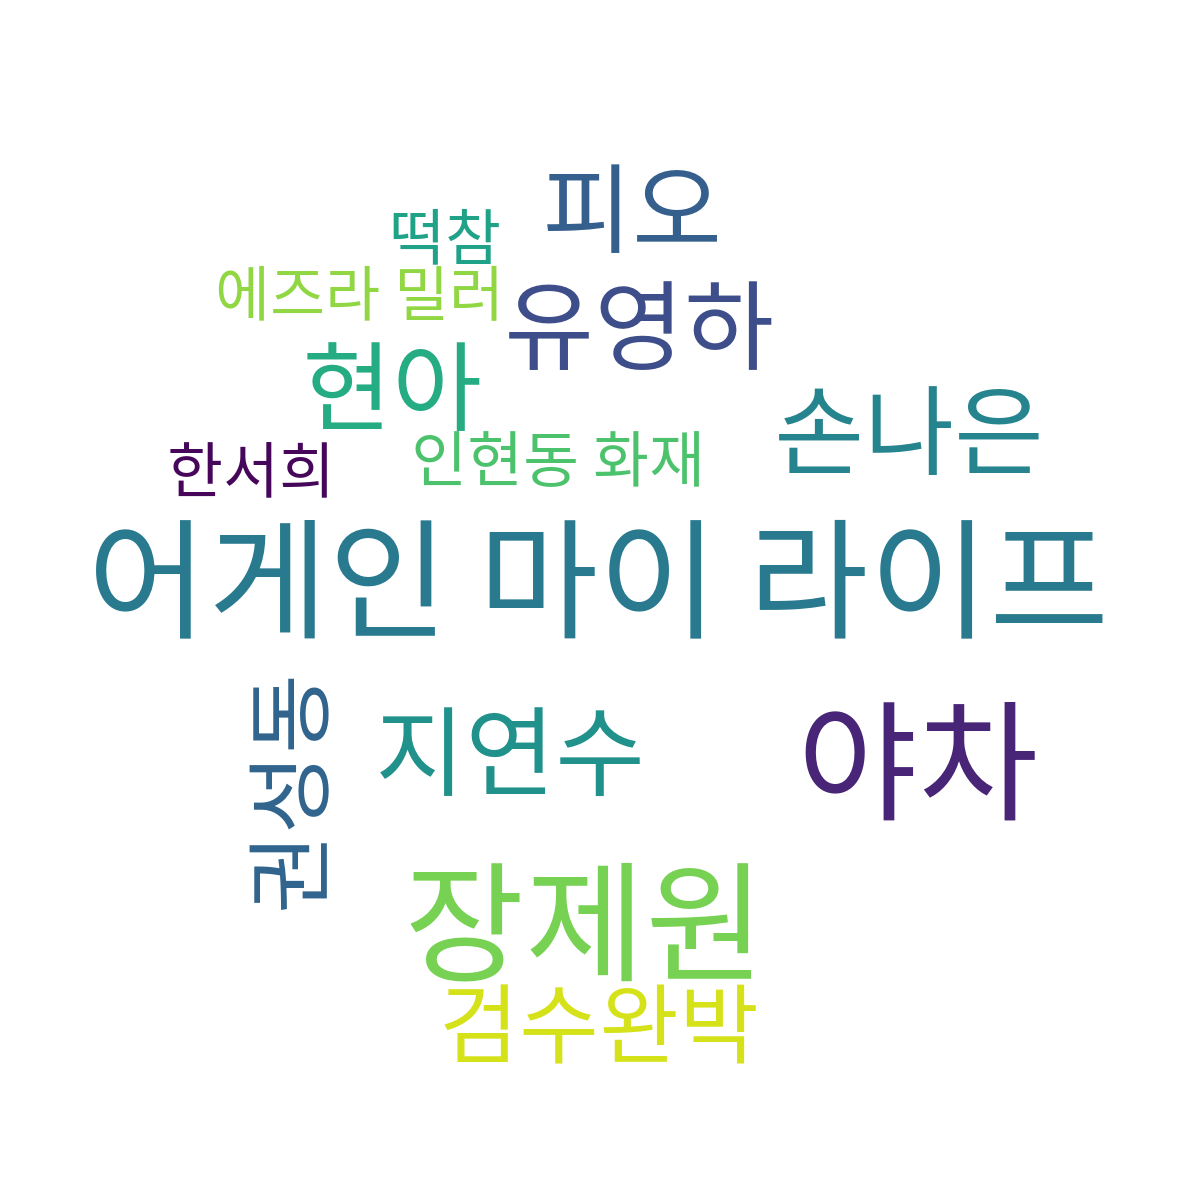 피오
떡참
에즈라 밀러
유영하
현아
손나은
인현동 화재
한서희
어게인 마이 라이프
권성동
지연수
야차
장제원
검수완박